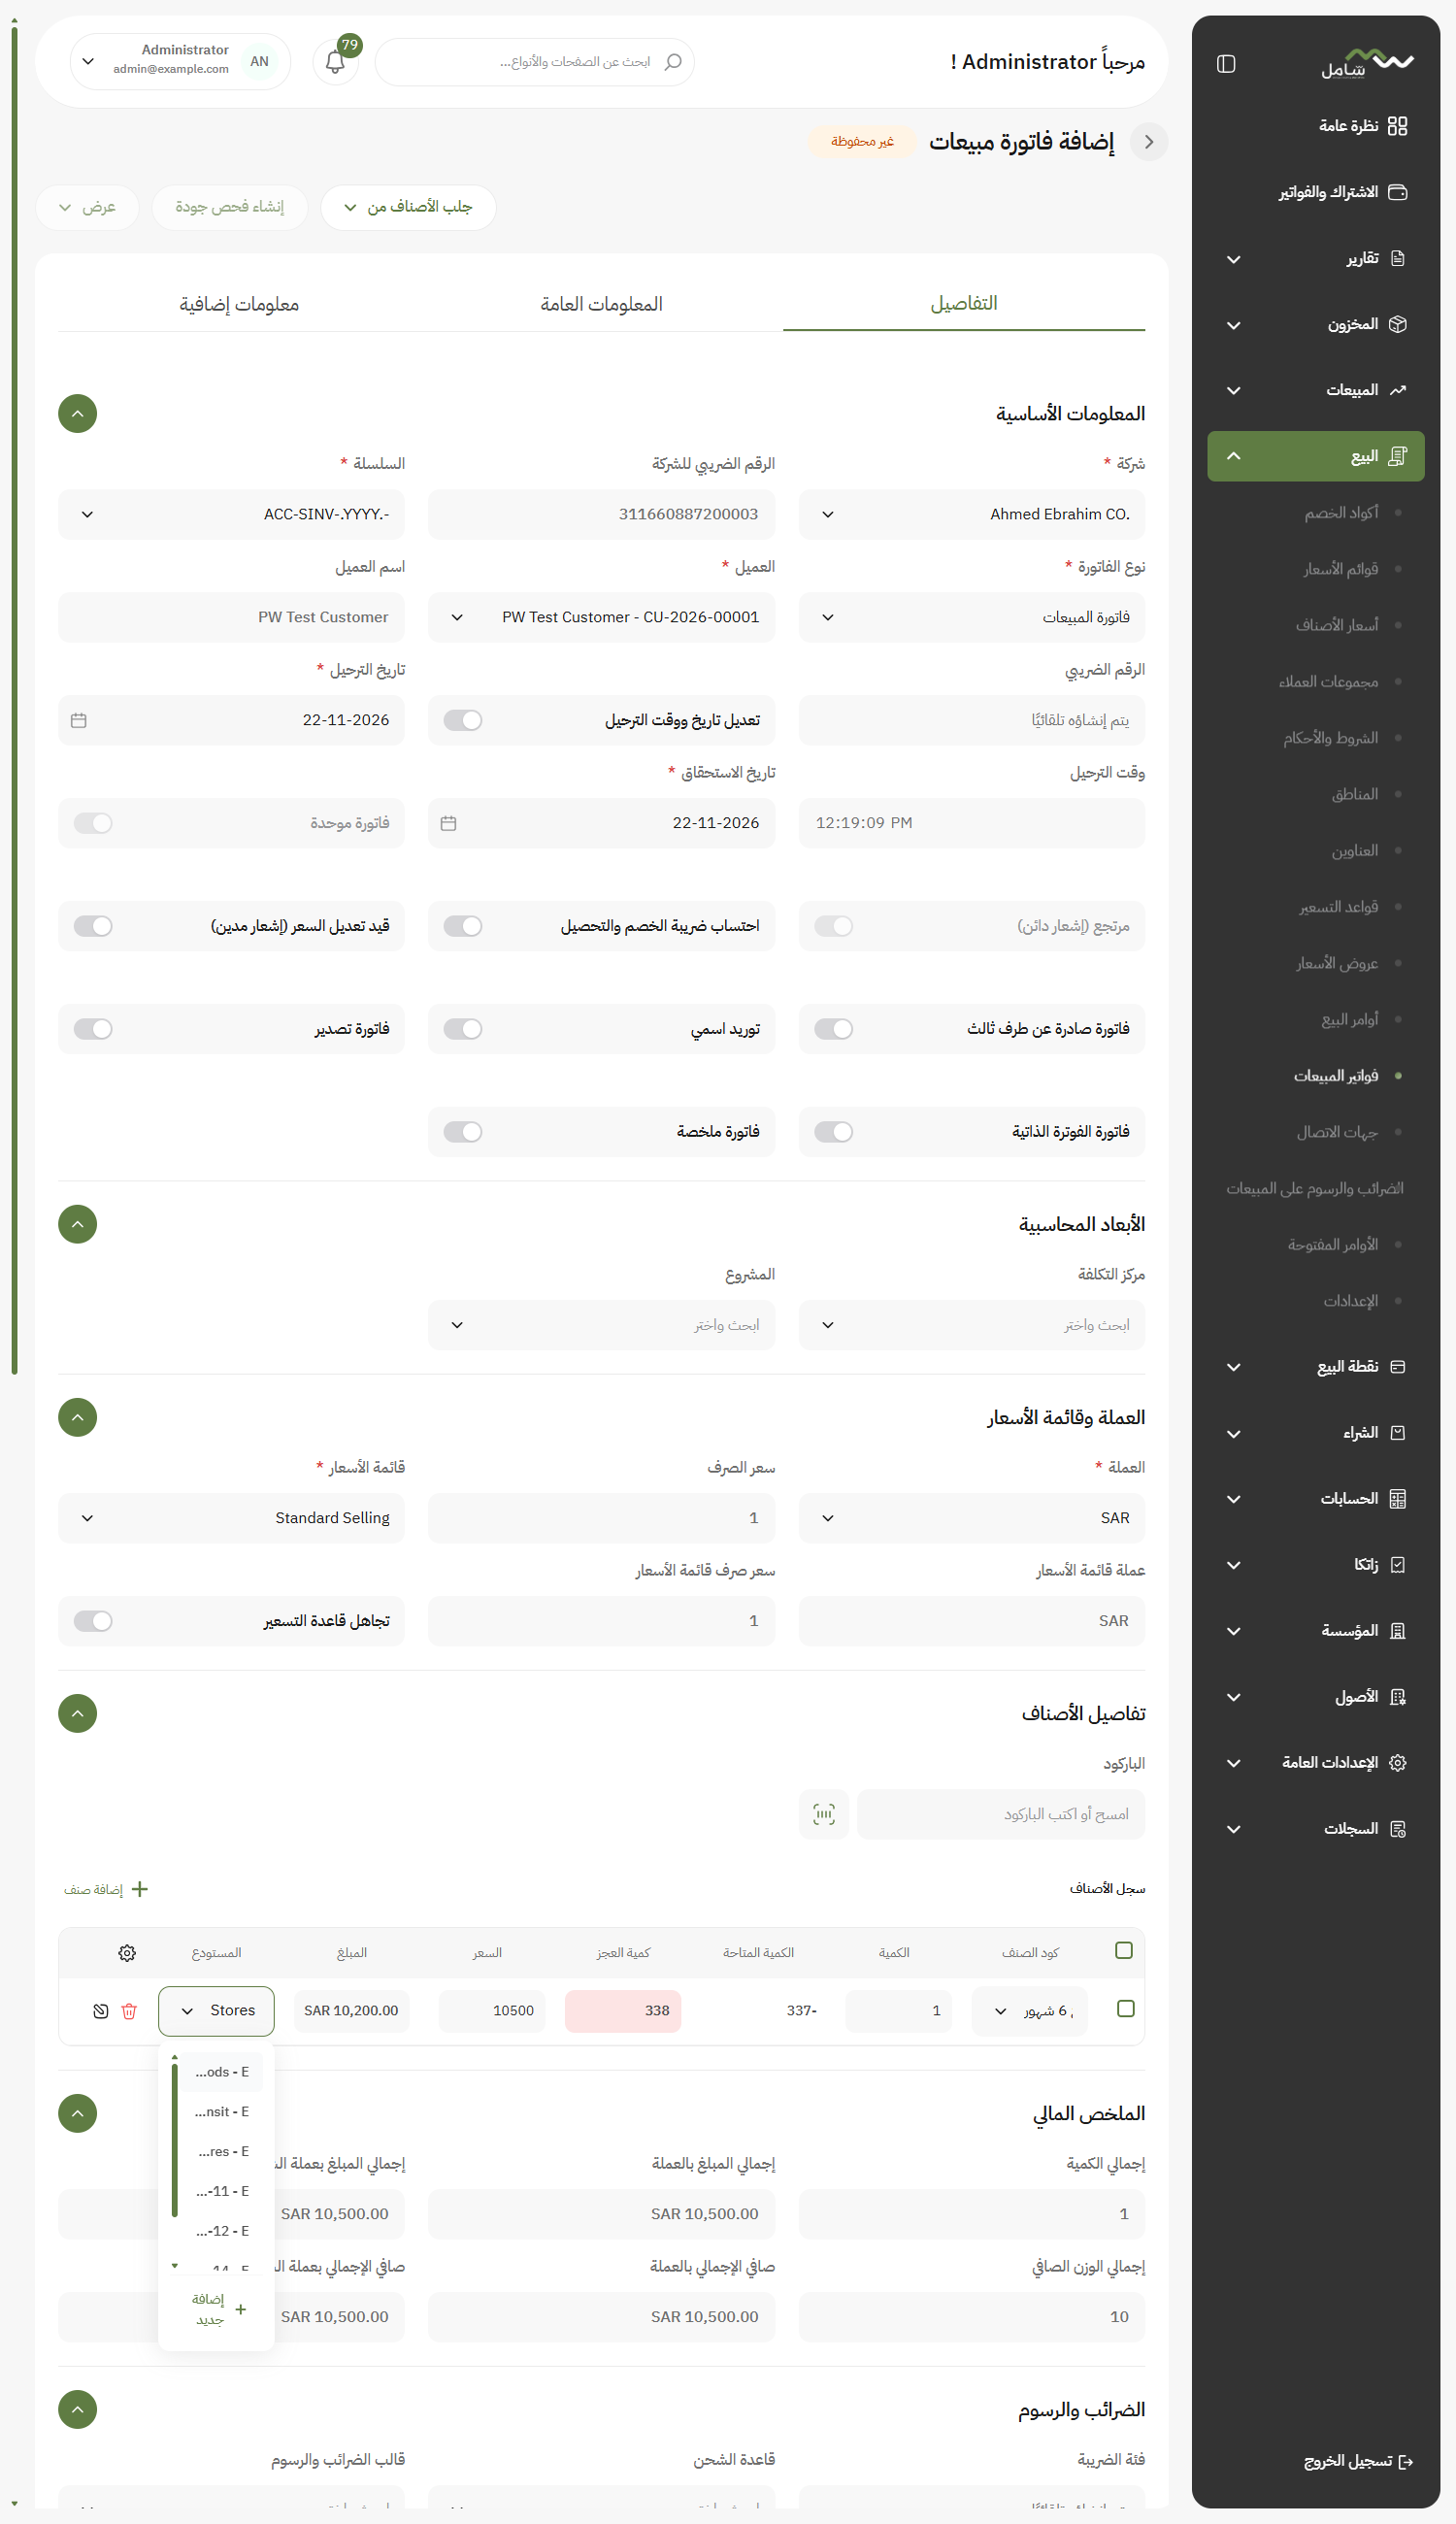 شامل
نظرة عامة
الاشتراك والفواتير
تقارير
المخزون
المبيعات
البيع
أكواد الخصم
قوائم الأسعار
أسعار الأصناف
مجموعات العملاء
الشروط والأحكام
المناطق
العناوين
قواعد التسعير
عروض الأسعار
أوامر البيع
فواتير المبيعات
جهات الاتصال
الضرائب والرسوم على المبيعات
الأوامر المفتوحة
الإعدادات
نقطة البيع
الشراء
الحسابات
زاتكا
المؤسسة
الأصول
الإعدادات العامة
السجلات
تسجيل الخروج
مرحباً Administrator !
ابحث عن الصفحات والأنواع...
79
AN
Administrator
admin@example.com
إضافة فاتورة مبيعات
غير محفوظة
جلب الأصناف من
إنشاء فحص جودة
عرض
التفاصيل
المعلومات العامة
معلومات إضافية
المعلومات الأساسية
شركة *
الرقم الضريبي للشركة
السلسلة *
Ahmed Ebrahim CO.
311660887200003
ACC-SINV-.YYYY.-
نوع الفاتورة *
العميل *
اسم العميل
فاتورة المبيعات
PW Test Customer - CU-2026-00001
PW Test Customer
الرقم الضريبي
تاريخ الترحيل *
يتم إنشاؤه تلقائيًا
تعديل تاريخ ووقت الترحيل
22-11-2026
وقت الترحيل
تاريخ الاستحقاق *
12:19:09 PM
22-11-2026
فاتورة موحدة
مرتجع (إشعار دائن)
احتساب ضريبة الخصم والتحصيل
قيد تعديل السعر (إشعار مدين)
فاتورة صادرة عن طرف ثالث
توريد اسمي
فاتورة تصدير
فاتورة الفوترة الذاتية
فاتورة ملخصة
الأبعاد المحاسبية
مركز التكلفة
المشروع
ابحث واختر
ابحث واختر
العملة وقائمة الأسعار
العملة *
سعر الصرف
قائمة الأسعار *
SAR
1
Standard Selling
عملة قائمة الأسعار
سعر صرف قائمة الأسعار
SAR
1
تجاهل قاعدة التسعير
تفاصيل الأصناف
الباركود
امسح أو اكتب الباركود
سجل الأصناف
إضافة صنف
كود الصنف
الكمية
الكمية المتاحة
كمية العجز
السعر
المبلغ
المستودع
6 شهور
1
-337
338
10500
SAR 10,200.00
Stores
...ods - E
...nsit - E
...res - E
...-11 - E
...-12 - E
إضافة جديد
الملخص المالي
إجمالي الكمية
إجمالي المبلغ بالعملة
إجمالي المبلغ بعملة
1
SAR 10,500.00
SAR 10,500.00
إجمالي الوزن الصافي
صافي الإجمالي بالعملة
صافي الإجمالي بعملة
10
SAR 10,500.00
SAR 10,500.00
الضرائب والرسوم
فئة الضريبة
قاعدة الشحن
قالب الضرائب والرسوم